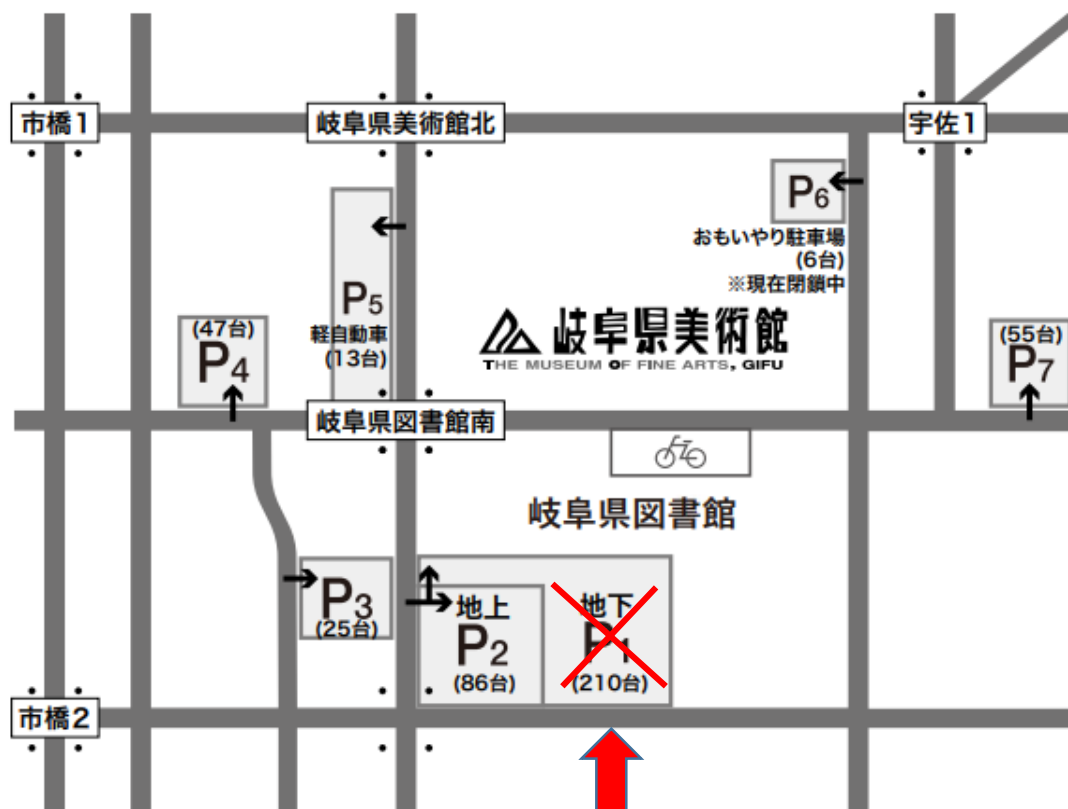 市橋1
岐阜県美術館北
宇佐1
P6
おもいやり駐車場
(6台)
※現在閉鎖中
P5
軽自動車
(13台)
(47台)
P4
岐阜県美術館
THE MUSEUM OF FINE ARTS, GIFU
(55台)
P7
岐阜県図書館南
岐阜県図書館
P3
(25台)
地上
P2
(86台)
地下
P1
(210台)
市橋2